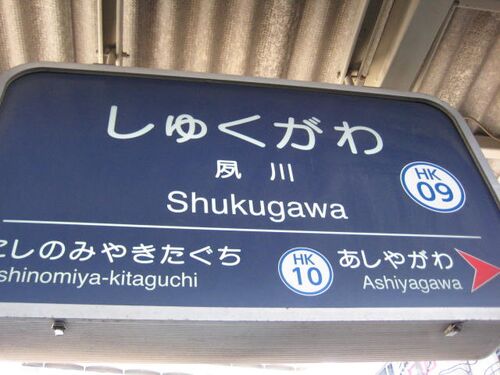 しゅくがわ
夙川
Shukugawa
HK
09
にしのみやきたぐち
shinomiya-kitaguchi
HK
10
あしやがわ
Ashiyagawa